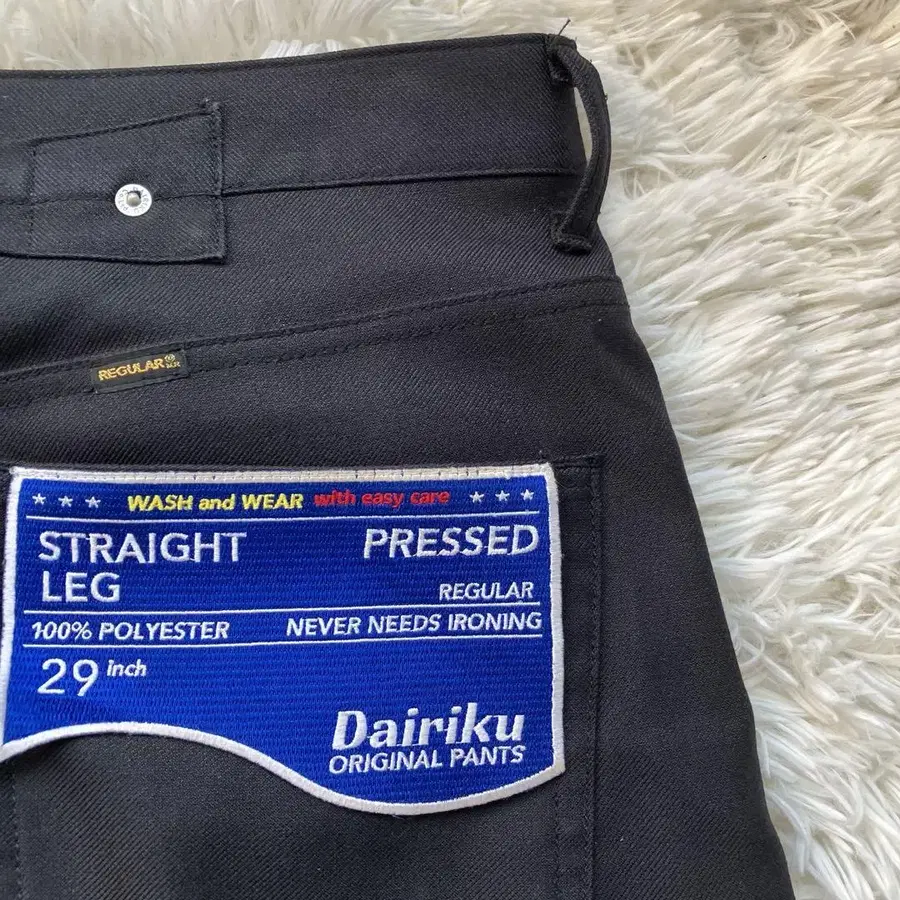 REGULAR
★ ★ ★ WASH and WEAR with easy care ★ ★ ★
STRAIGHT LEG
PRESSED
REGULAR
100% POLYESTER
NEVER NEEDS IRONING
29 inch
Dairiku
ORIGINAL PANTS